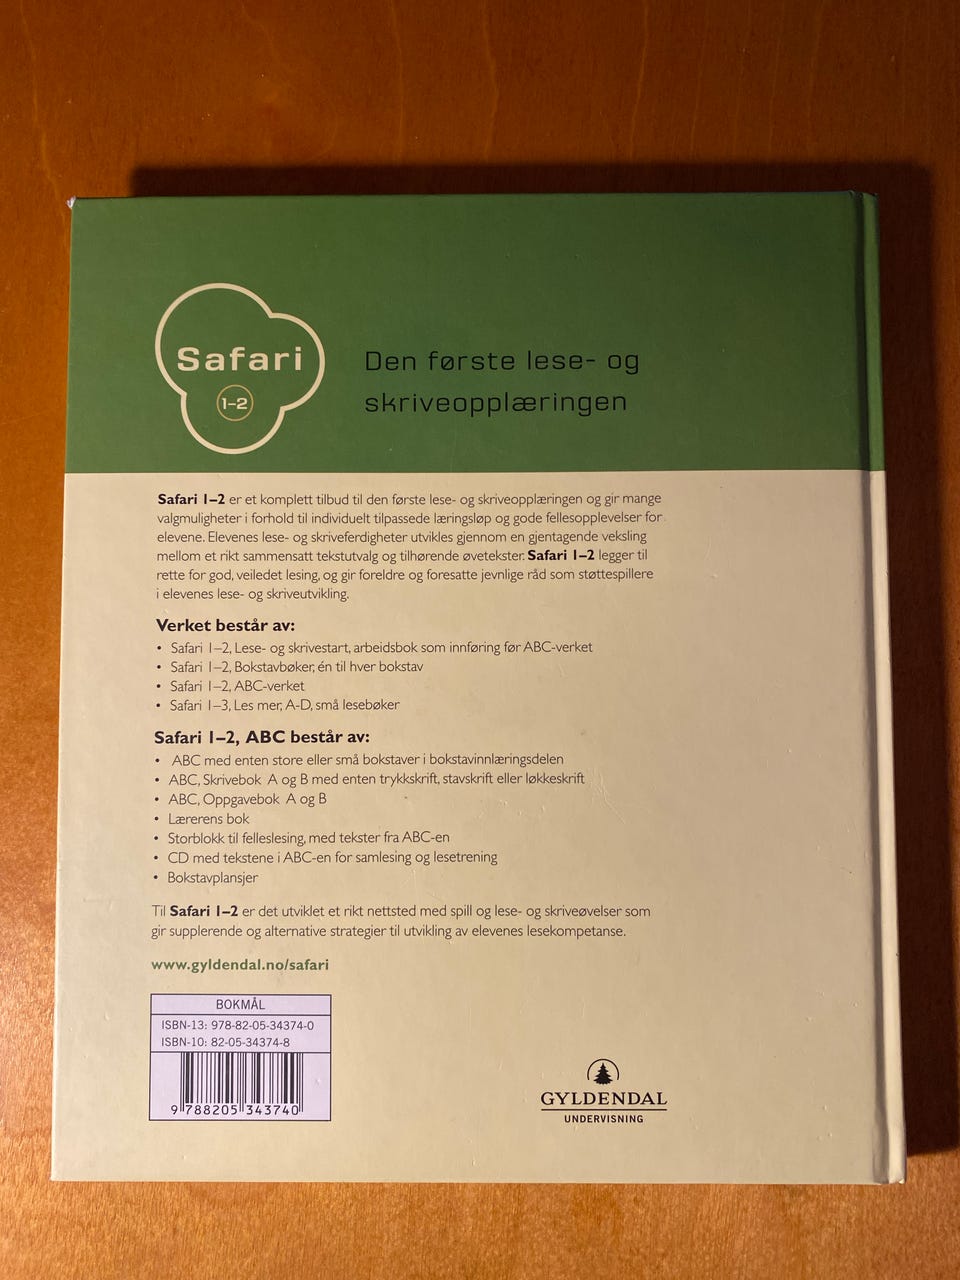 Safari
1–2
Den første lese- og
skriveopplæringen
Safari 1–2 er et komplett tilbud til den første lese- og skriveopplæringen og gir mange
valgmuligheter i forhold til individuelt tilpassede læringsløp og gode fellesopplevelser for
elevene. Elevenes lese- og skriveferdigheter utvikles gjennom en gjentagende veksling
mellom et rikt sammensatt tekstutvalg og tilhørende øvetekster. Safari 1–2 legger til
rette for god, veiledet lesing, og gir foreldre og foresatte jevnlige råd som støttespillere
i elevenes lese- og skriveutvikling.
Verket består av:
• Safari 1–2, Lese- og skrivestart, arbeidsbok som innføring før ABC-verket
• Safari 1–2, Bokstavbøker, én til hver bokstav
• Safari 1–2, ABC-verket
• Safari 1–3, Les mer, A-D, små lesebøker
Safari 1–2, ABC består av:
• ABC med enten store eller små bokstaver i bokstavinnlæringsdelen
• ABC, Skrivebok A og B med enten trykkskrift, stavskrift eller løkkeskrift
• ABC, Oppgavebok A og B
• Lærerens bok
• Storblokk til felleslesing, med tekster fra ABC-en
• CD med tekstene i ABC-en for samlesing og lesetrening
• Bokstavplansjer
Til Safari 1–2 er det utviklet et rikt nettsted med spill og lese- og skriveøvelser som
gir supplerende og alternative strategier til utvikling av elevenes lesekompetanse.
www.gyldendal.no/safari
BOKMÅL
ISBN-13: 978-82-05-34374-0
ISBN-10: 82-05-34374-8
9 788205 343740
GYLDENDAL
UNDERVISNING